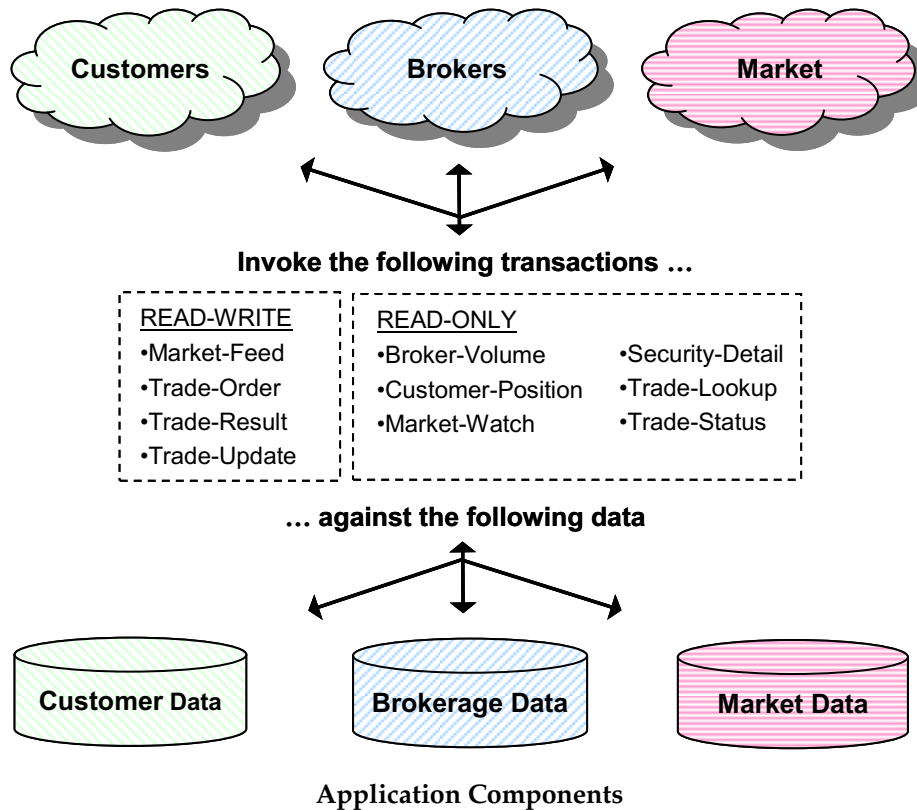 Customers
Brokers
Market
Invoke the following transactions …
READ-WRITE
•Market-Feed
•Trade-Order
•Trade-Result
•Trade-Update
READ-ONLY
•Broker-Volume
•Customer-Position
•Market-Watch
•Security-Detail
•Trade-Lookup
•Trade-Status
… against the following data
Customer Data
Brokerage Data
Market Data
Application Components